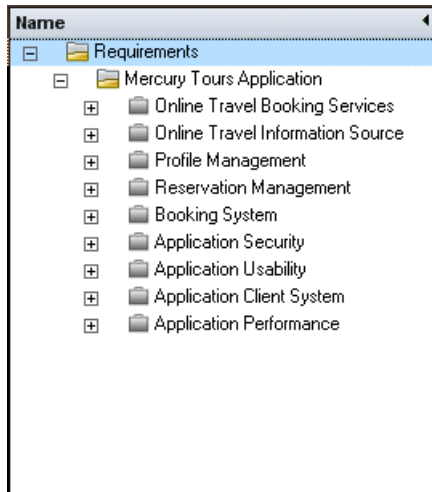 Name
Requirements
Mercury Tours Application
Online Travel Booking Services
Online Travel Information Source
Profile Management
Reservation Management
Booking System
Application Security
Application Usability
Application Client System
Application Performance